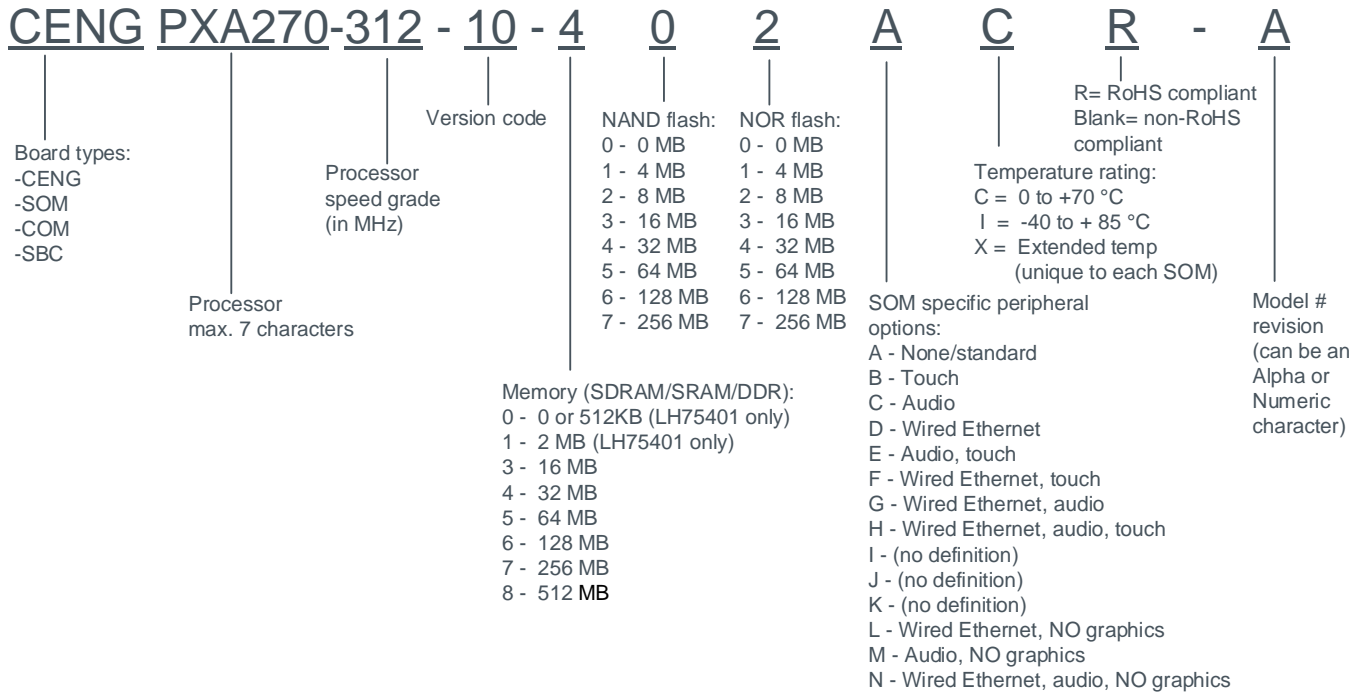 CENG PXA270-312 - 10 - 4 0 2 A C R - A
Board types:
-CENG
-SOM
-COM
-SBC
Processor
max. 7 characters
Processor
speed grade
(in MHz)
Version code
Memory (SDRAM/SRAM/DDR):
0 - 0 or 512KB (LH75401 only)
1 - 2 MB (LH75401 only)
3 - 16 MB
4 - 32 MB
5 - 64 MB
6 - 128 MB
7 - 256 MB
8 - 512 MB
NAND flash:
0 - 0 MB
1 - 4 MB
2 - 8 MB
3 - 16 MB
4 - 32 MB
5 - 64 MB
6 - 128 MB
7 - 256 MB
NOR flash:
0 - 0 MB
1 - 4 MB
2 - 8 MB
3 - 16 MB
4 - 32 MB
5 - 64 MB
6 - 128 MB
7 - 256 MB
SOM specific peripheral
options:
A - None/standard
B - Touch
C - Audio
D - Wired Ethernet
E - Audio, touch
F - Wired Ethernet, touch
G - Wired Ethernet, audio
H - Wired Ethernet, audio, touch
I - (no definition)
J - (no definition)
K - (no definition)
L - Wired Ethernet, NO graphics
M - Audio, NO graphics
N - Wired Ethernet, audio, NO graphics
Temperature rating:
C = 0 to +70 °C
I = -40 to + 85 °C
X = Extended temp
(unique to each SOM)
R= RoHS compliant
Blank= non-RoHS
compliant
Model #
revision
(can be an
Alpha or
Numeric
character)